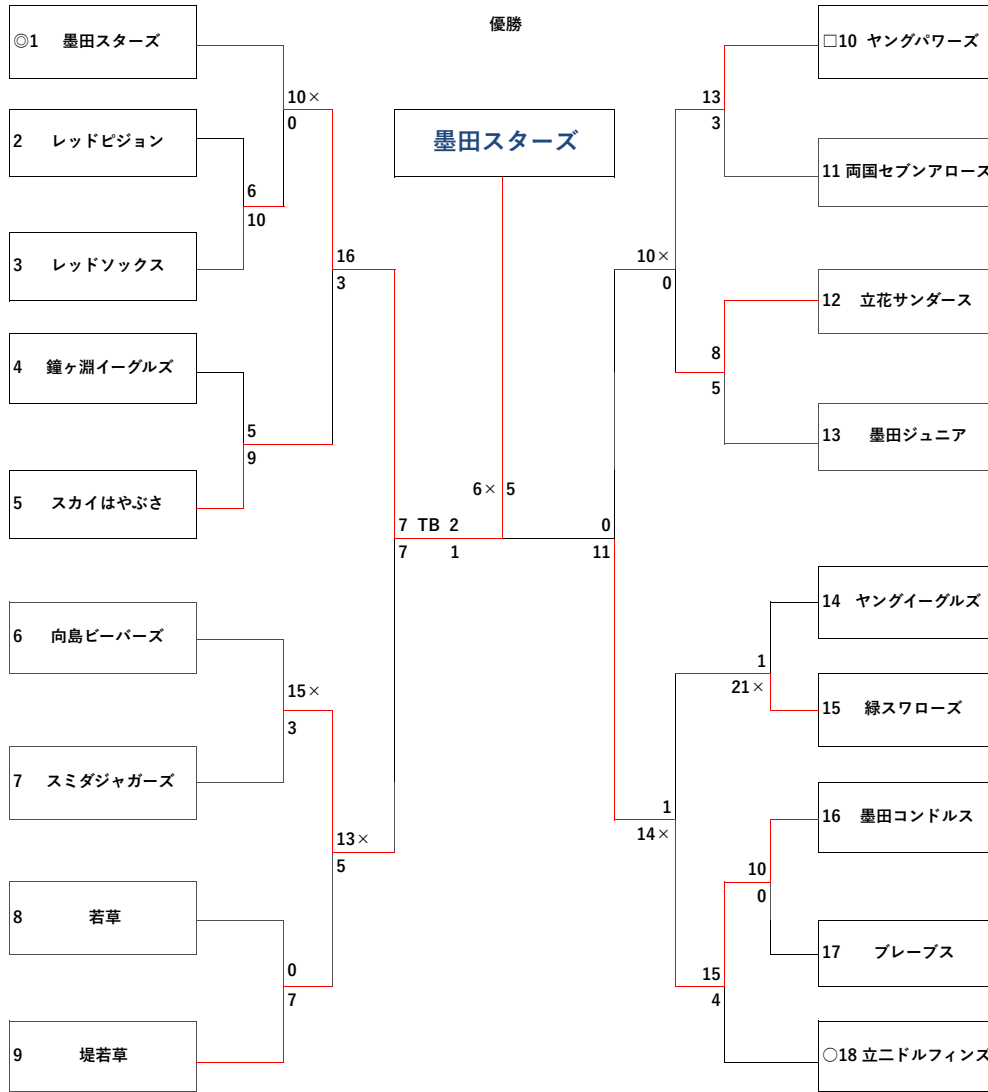 優勝
墨田スターズ
◎1 墨田スターズ
2 レッドピジョン
3 レッドソックス
4 鐘ヶ淵イーグルズ
5 スカイはやぶさ
6 向島ビーバーズ
7 スミダジャガーズ
8 若草
9 堤若草
10×
0
6
10
16
3
5
9
15×
3
13×
5
0
7
7 TB 2
7 1
6× 5
0
11
10×
0
13
3
8
5
1
21×
1
14×
10
0
15
4
□10 ヤングパワーズ
11 両国セブンアローズ
12 立花サンダース
13 墨田ジュニア
14 ヤングイーグルズ
15 緑スワローズ
16 墨田コンドルス
17 ブレーブス
○18 立二ドルフィンズ